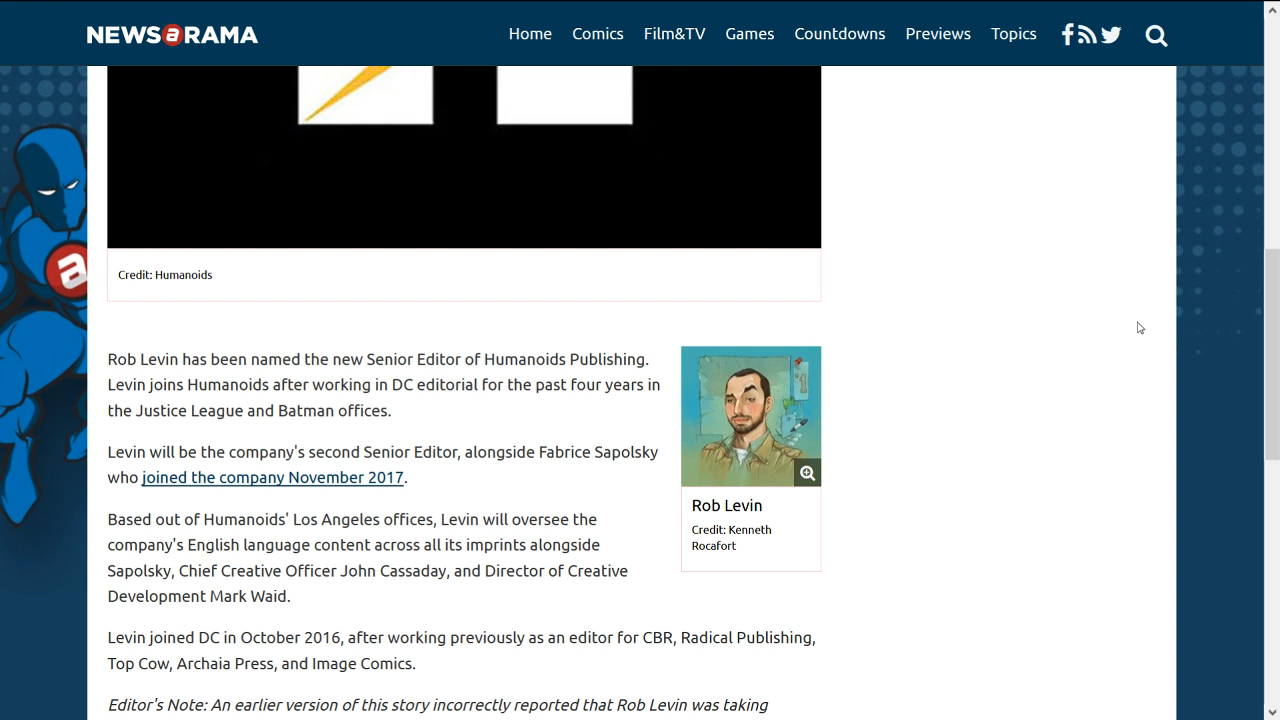 NEWSaRAMA
Home Comics Film&TV Games Countdowns Previews Topics
a
Credit: Humanoids
Rob Levin has been named the new Senior Editor of Humanoids Publishing.
Levin joins Humanoids after working in DC editorial for the past four years in
the Justice League and Batman offices.
Levin will be the company's second Senior Editor, alongside Fabrice Sapolsky
who joined the company November 2017.
Based out of Humanoids' Los Angeles offices, Levin will oversee the
company's English language content across all its imprints alongside
Sapolsky, Chief Creative Officer John Cassaday, and Director of Creative
Development Mark Waid.
Rob Levin
Credit: Kenneth
Rocafort
Levin joined DC in October 2016, after working previously as an editor for CBR, Radical Publishing,
Top Cow, Archaia Press, and Image Comics.
Editor's Note: An earlier version of this story incorrectly reported that Rob Levin was taking